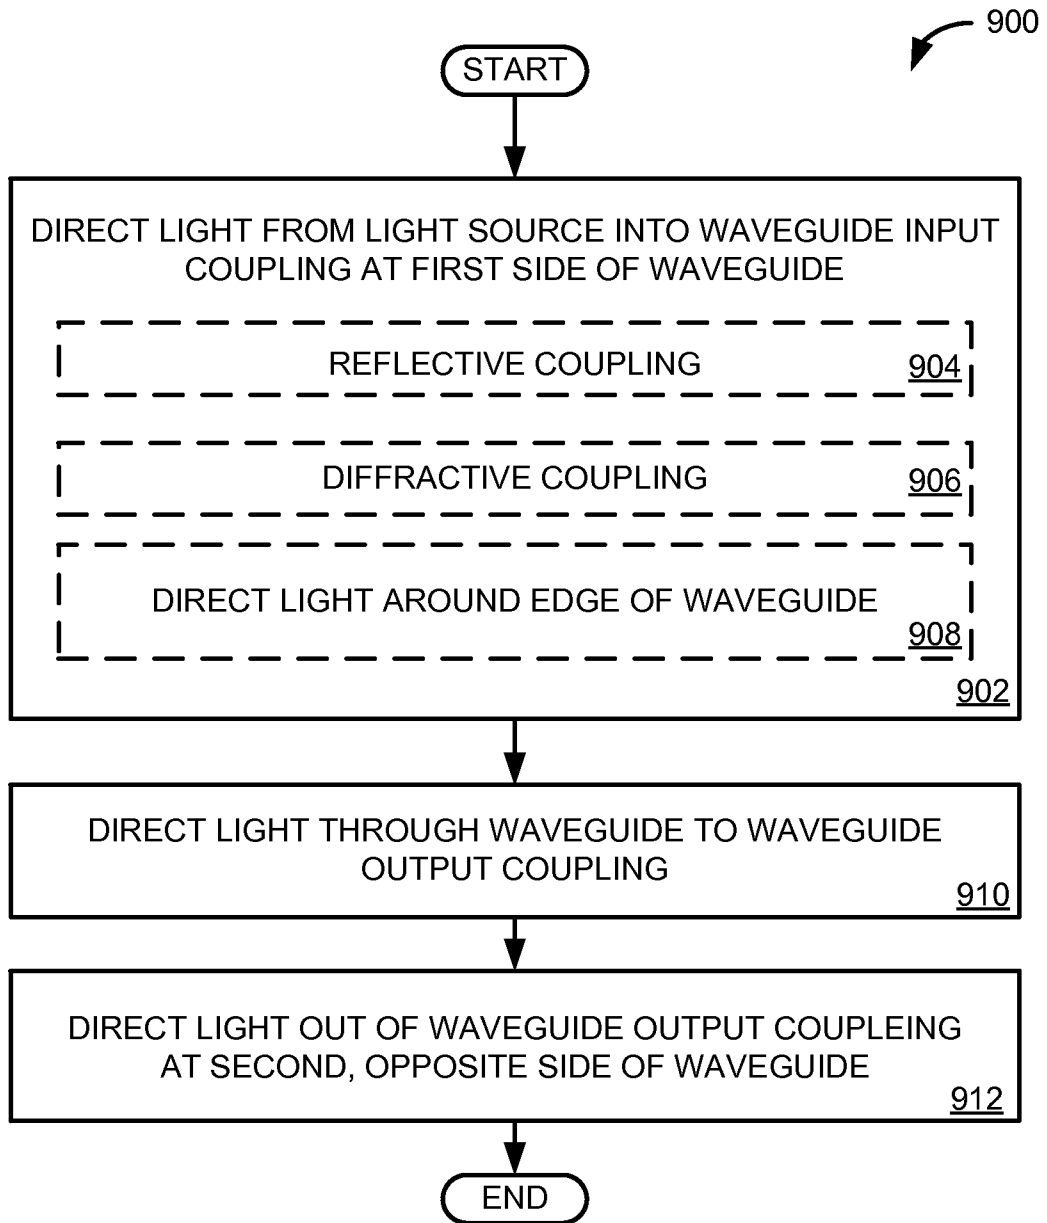 900
START
DIRECT LIGHT FROM LIGHT SOURCE INTO WAVEGUIDE INPUT
COUPLING AT FIRST SIDE OF WAVEGUIDE
REFLECTIVE COUPLING
904
DIFFRACTIVE COUPLING
906
DIRECT LIGHT AROUND EDGE OF WAVEGUIDE
908
902
DIRECT LIGHT THROUGH WAVEGUIDE TO WAVEGUIDE
OUTPUT COUPLING
910
DIRECT LIGHT OUT OF WAVEGUIDE OUTPUT COUPLEING
AT SECOND, OPPOSITE SIDE OF WAVEGUIDE
912
END